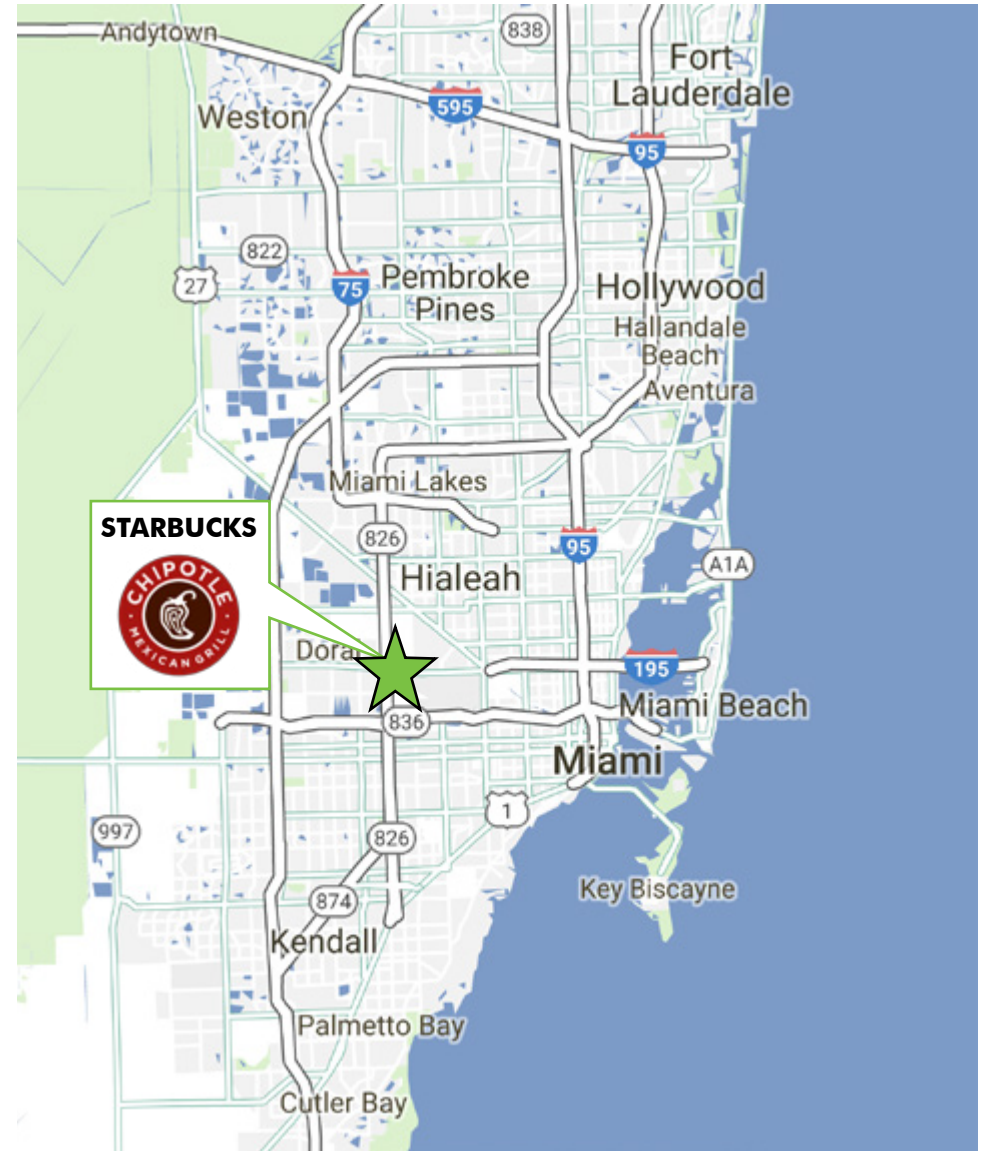 Andytown
838
Fort
Lauderdale
595
Weston
95
822
27
75
Pembroke
Pines
Hollywood
Hallandale
Beach
Aventura
Miami Lakes
STARBUCKS
826
95
A1A
CHIPOTLE
MEXICAN GRILL
Hialeah
Doral
195
Miami Beach
836
Miami
1
997
826
Key Biscayne
874
Kendall
Palmetto Bay
Cutler Bay